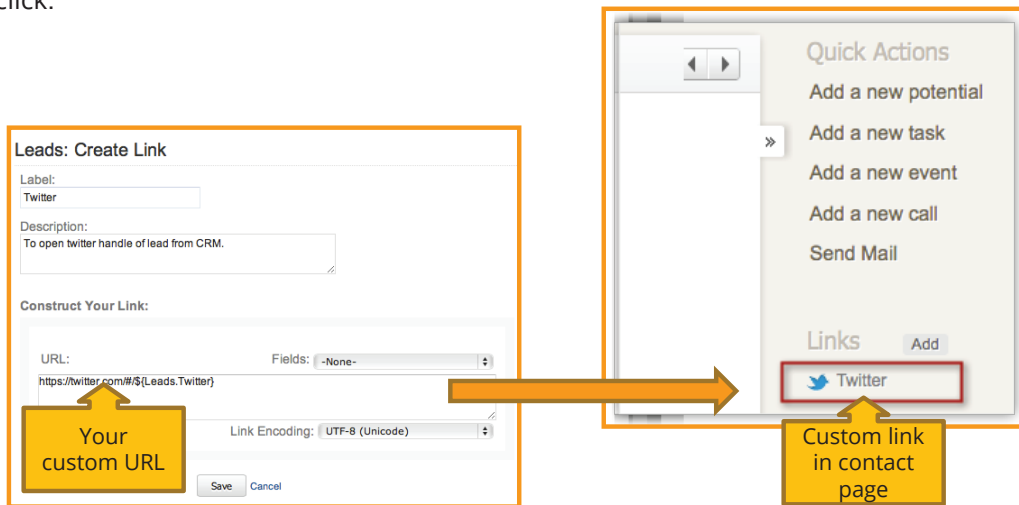 click.
Leads: Create Link
Label:
Twitter
Description:
To open twitter handle of lead from CRM.
Construct Your Link:
URL:
Fields: -None-
https://twitter.com/#/${Leads.Twitter}
Link Encoding: UTF-8 (Unicode)
Save Cancel
Your
custom URL
Quick Actions
Add a new potential
Add a new task
Add a new event
Add a new call
Send Mail
Links Add
Twitter
Custom link
in contact
page